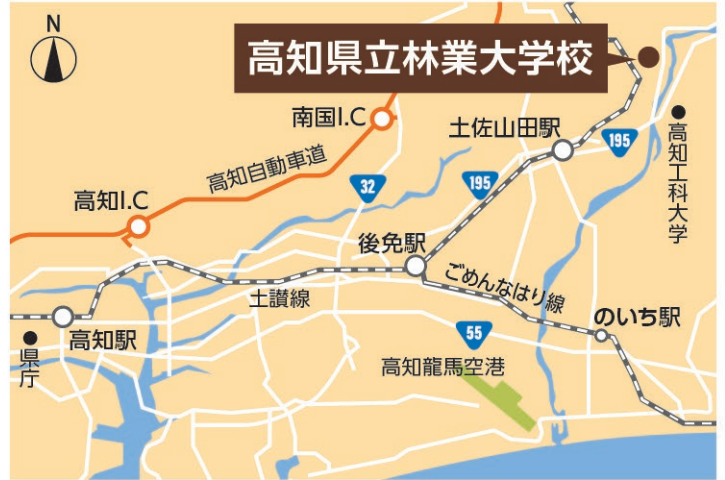 N
高知県立林業大学校
南国I.C
土佐山田駅
195
高知工科大学
高知自動車道
32
195
高知I.C
後免駅
ごめんなはり線
土讃線
のいち駅
高知駅
55
県庁
高知龍馬空港